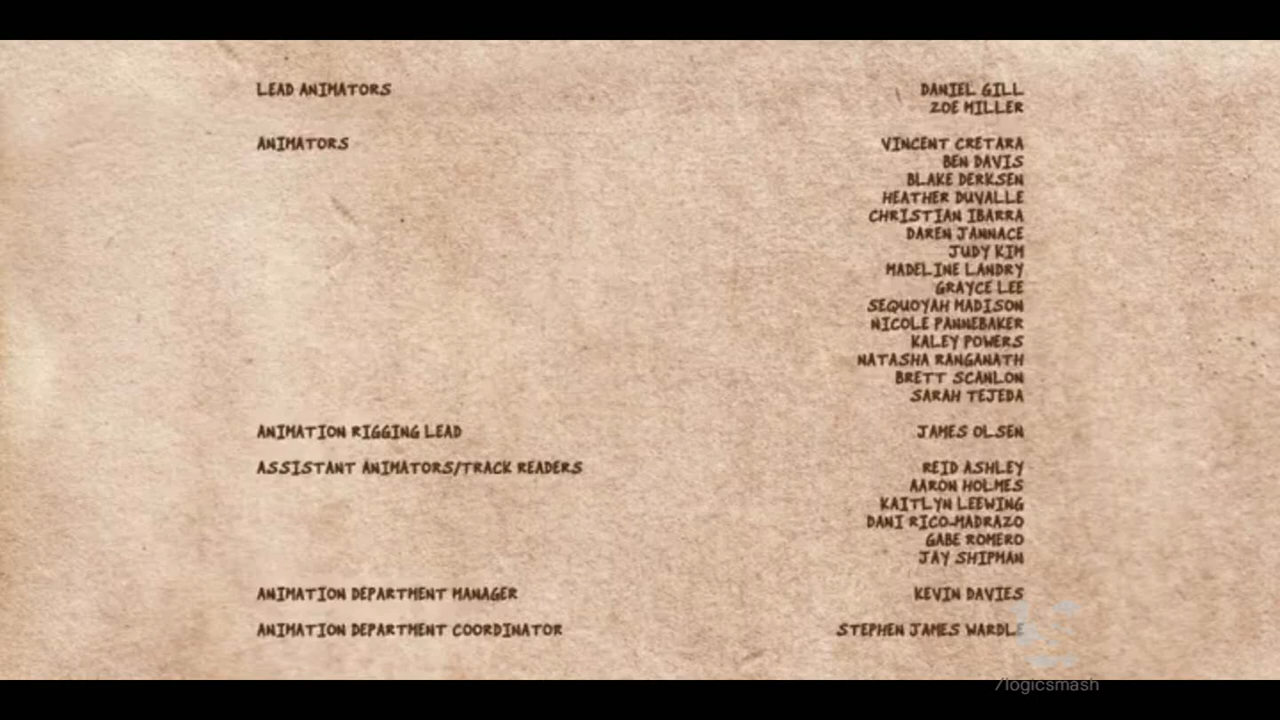 LEAD ANIMATORS DANIEL GILL
ZOE MILLER
ANIMATORS VINCENT CRETARA
BEN DAVIS
BLAKE DERKSEN
HEATHER DUVALLE
CHRISTIAN IBARRA
DAREN JANNACE
JUDY KIM
MADELINE LANDRY
GRAYCE LEE
SEQUOYAH MADISON
NICOLE PANNEBAKER
KALEY POWERS
NATASHA RANGANATH
BRETT SCANLON
SARAH TEJEDA
ANIMATION RIGGING LEAD JAMES OLSEN
ASSISTANT ANIMATORS/TRACK READERS REID ASHLEY
AARON HOLMES
KAITLYN LEEWING
DANI RICO-MADRAZO
GABE ROMERO
JAY SHIPMAN
ANIMATION DEPARTMENT MANAGER KEVIN DAVIES
ANIMATION DEPARTMENT COORDINATOR STEPHEN JAMES WARDLE
/logicsmash